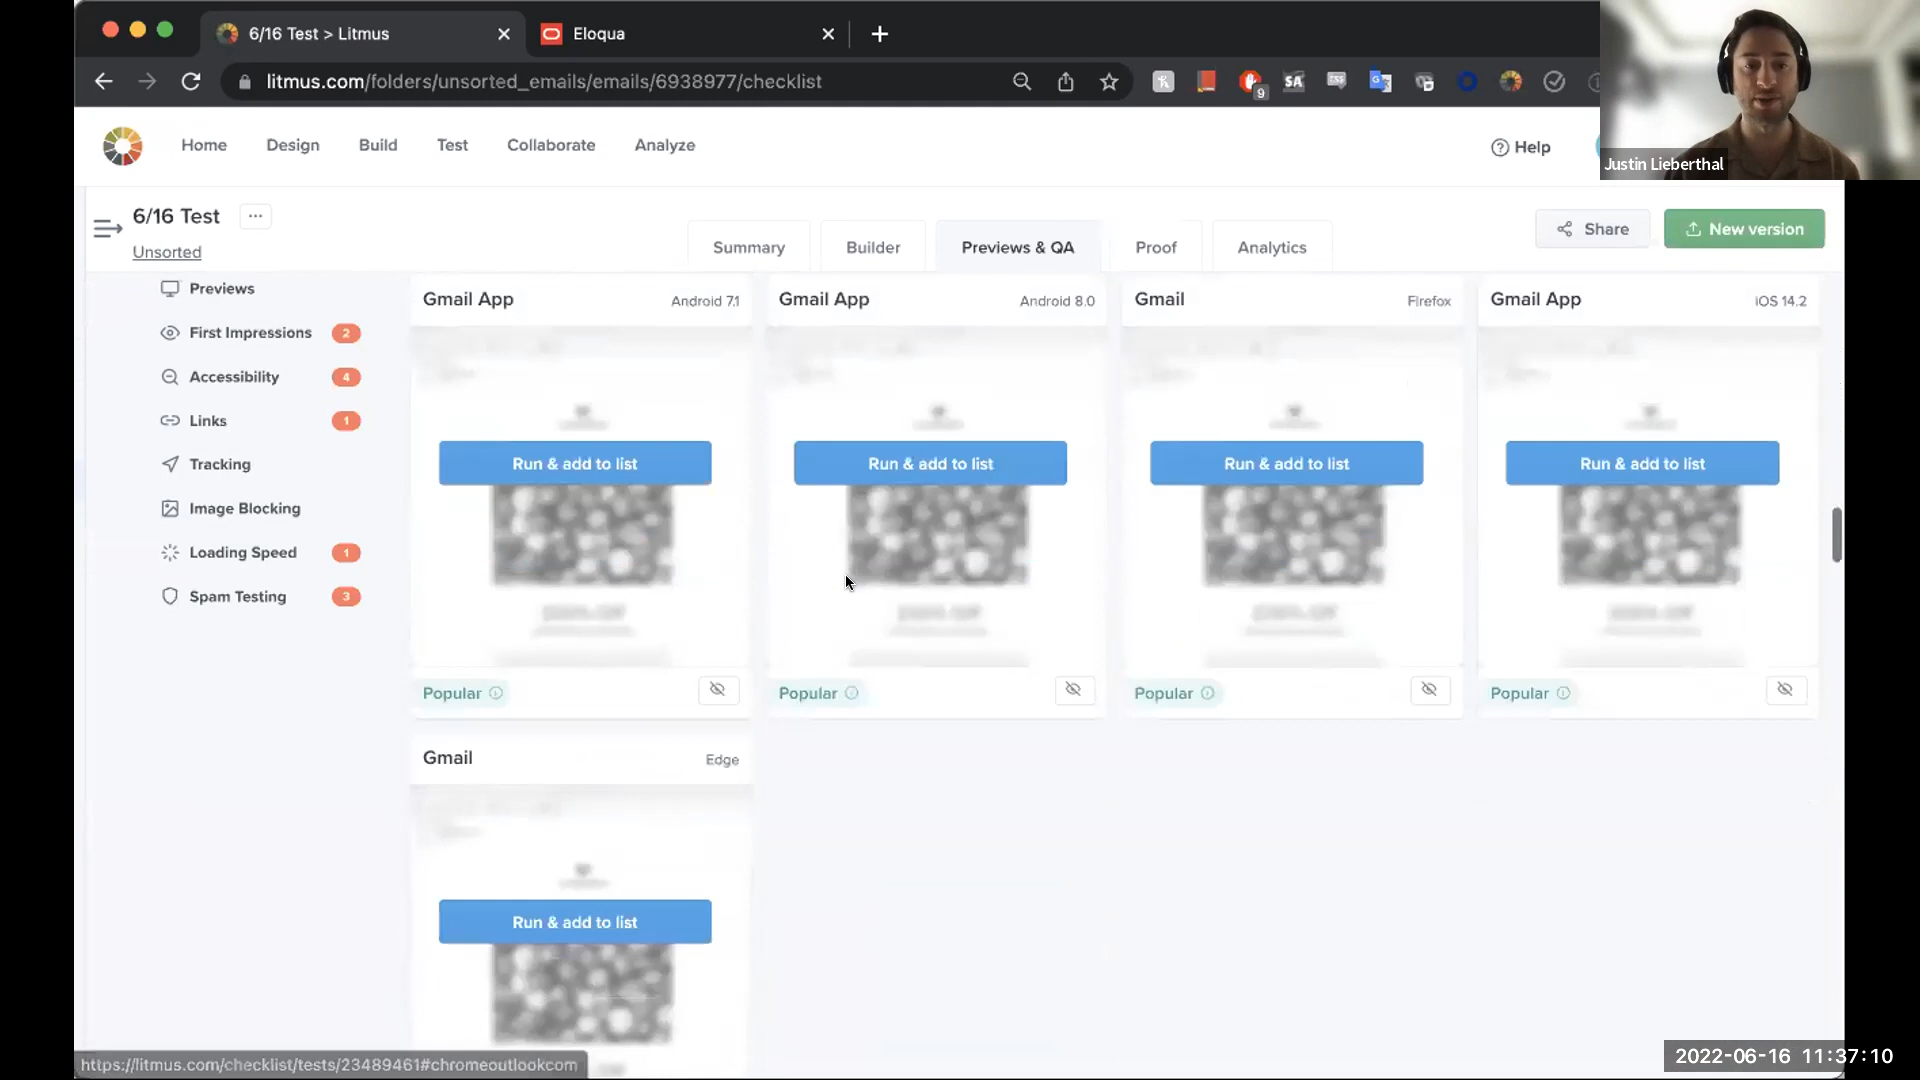 6/16 Test > Litmus
Eloqua
litmus.com/folders/unsorted_emails/emails/6938977/checklist
9
SA
Justin Lieberthal
Home
Design
Build
Test
Collaborate
Analyze
Help
6/16 Test
Unsorted
Summary
Builder
Previews & QA
Proof
Analytics
Share
New version
Previews
First Impressions 2
Accessibility 4
Links 1
Tracking
Image Blocking
Loading Speed 1
Spam Testing 3
Gmail App Android 7.1
Gmail App Android 8.0
Gmail Firefox
Gmail App iOS 14.2
Run & add to list
Run & add to list
Run & add to list
Run & add to list
Popular
Popular
Popular
Popular
Gmail Edge
Run & add to list
https://litmus.com/checklist/tests/23489461#chromeoutlookcom
2022-06-16 11:37:10